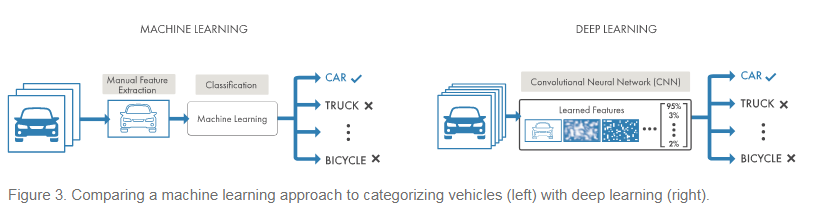 MACHINE LEARNING
Manual Feature
Extraction
Classification
Machine Learning
CAR ✓
TRUCK ✕
⋮
BICYCLE ✕
DEEP LEARNING
Convolutional Neural Network (CNN)
Learned Features
•••
95%
3%
⋮
2%
CAR ✓
TRUCK ✕
⋮
BICYCLE ✕
Figure 3. Comparing a machine learning approach to categorizing vehicles (left) with deep learning (right).